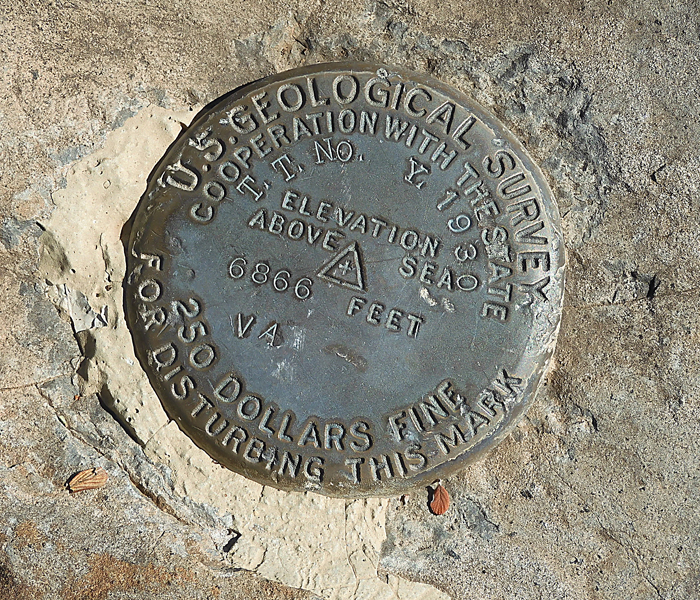 U.S. GEOLOGICAL SURVEY
COOPERATION WITH THE STATE
T. T. No. Y. 1930
ELEVATION
ABOVE SEA
6866 FEET
VA
250 DOLLARS FINE
FOR DISTURBING THIS MARK